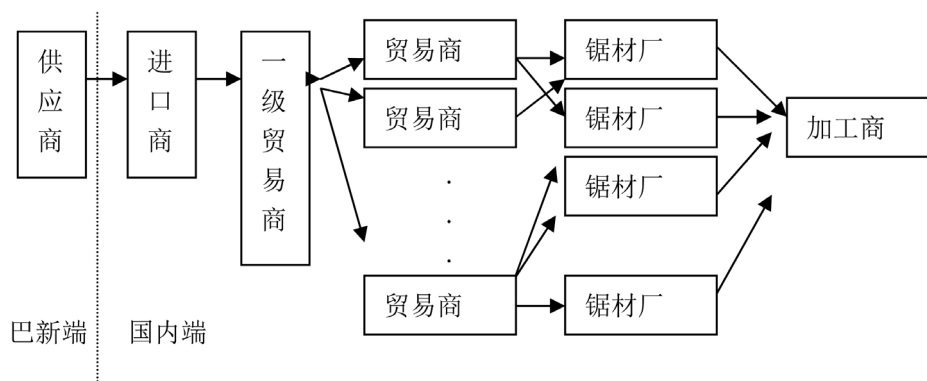 供应商
进口商
一级贸易商
贸易商
贸易商
贸易商
锯材厂
锯材厂
锯材厂
锯材厂
加工商
巴新端
国内端